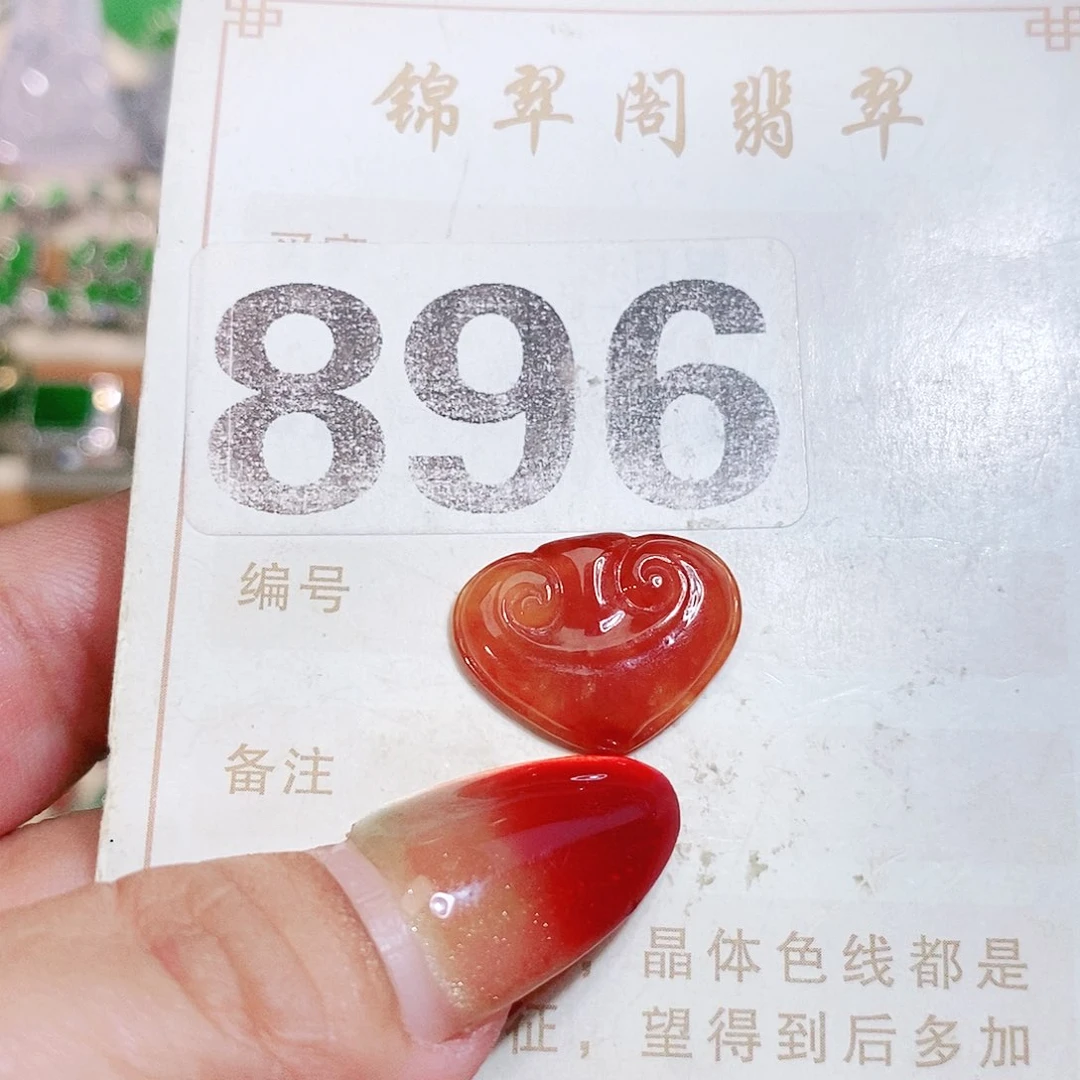 锦翠阁翡翠
896
编号
备注
，晶体色线都是
征，望得到后多加